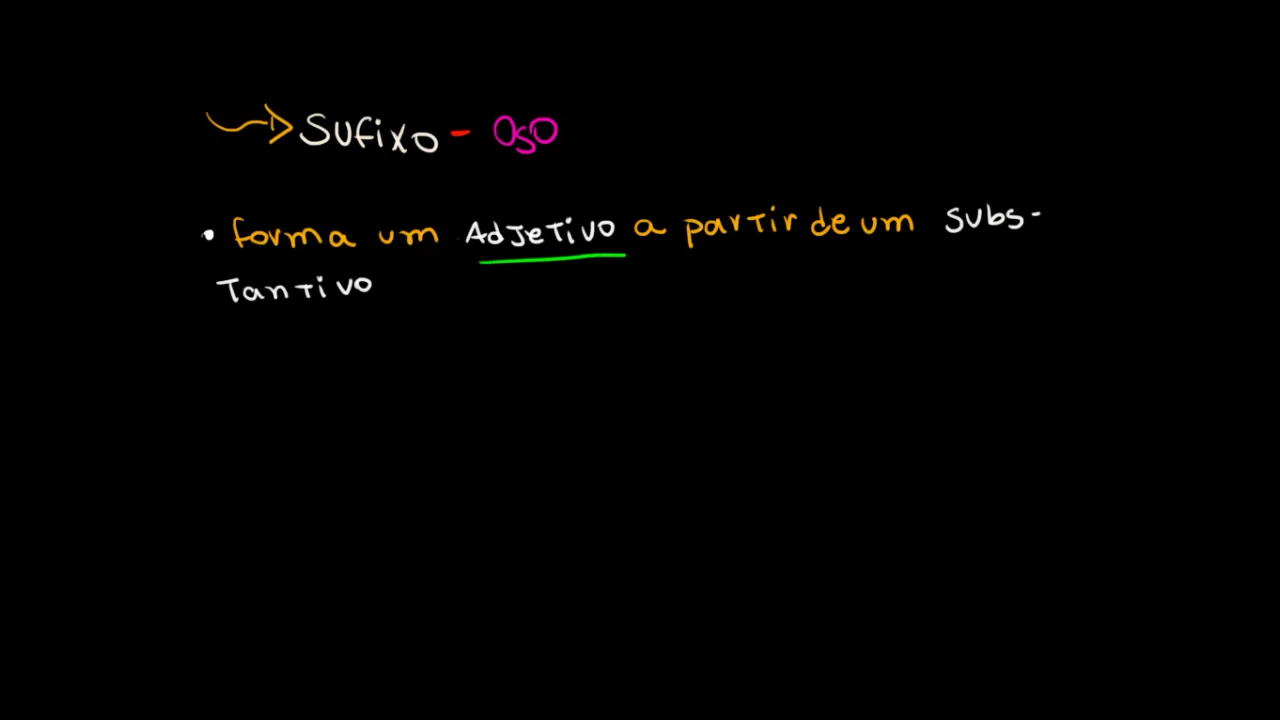 Sufixo - oso
• forma um Adjetivo a partir de um subs-
Tantivo